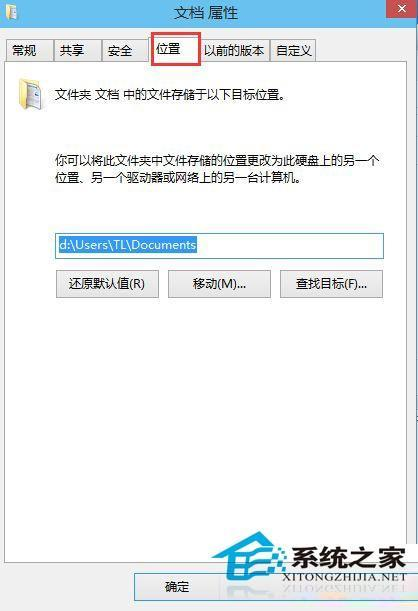 文档 属性
常规 共享 安全 位置 以前的版本 自定义
文件夹 文档 中的文件存储于以下目标位置。
你可以将此文件夹中文件存储的位置更改为此硬盘上的另一个
位置、另一个驱动器或网络上的另一台计算机。
d:\Users\TL\Documents
还原默认值(R) 移动(M)... 查找目标(F)...
系统之家
XITONGZHIJIA.NET
确定